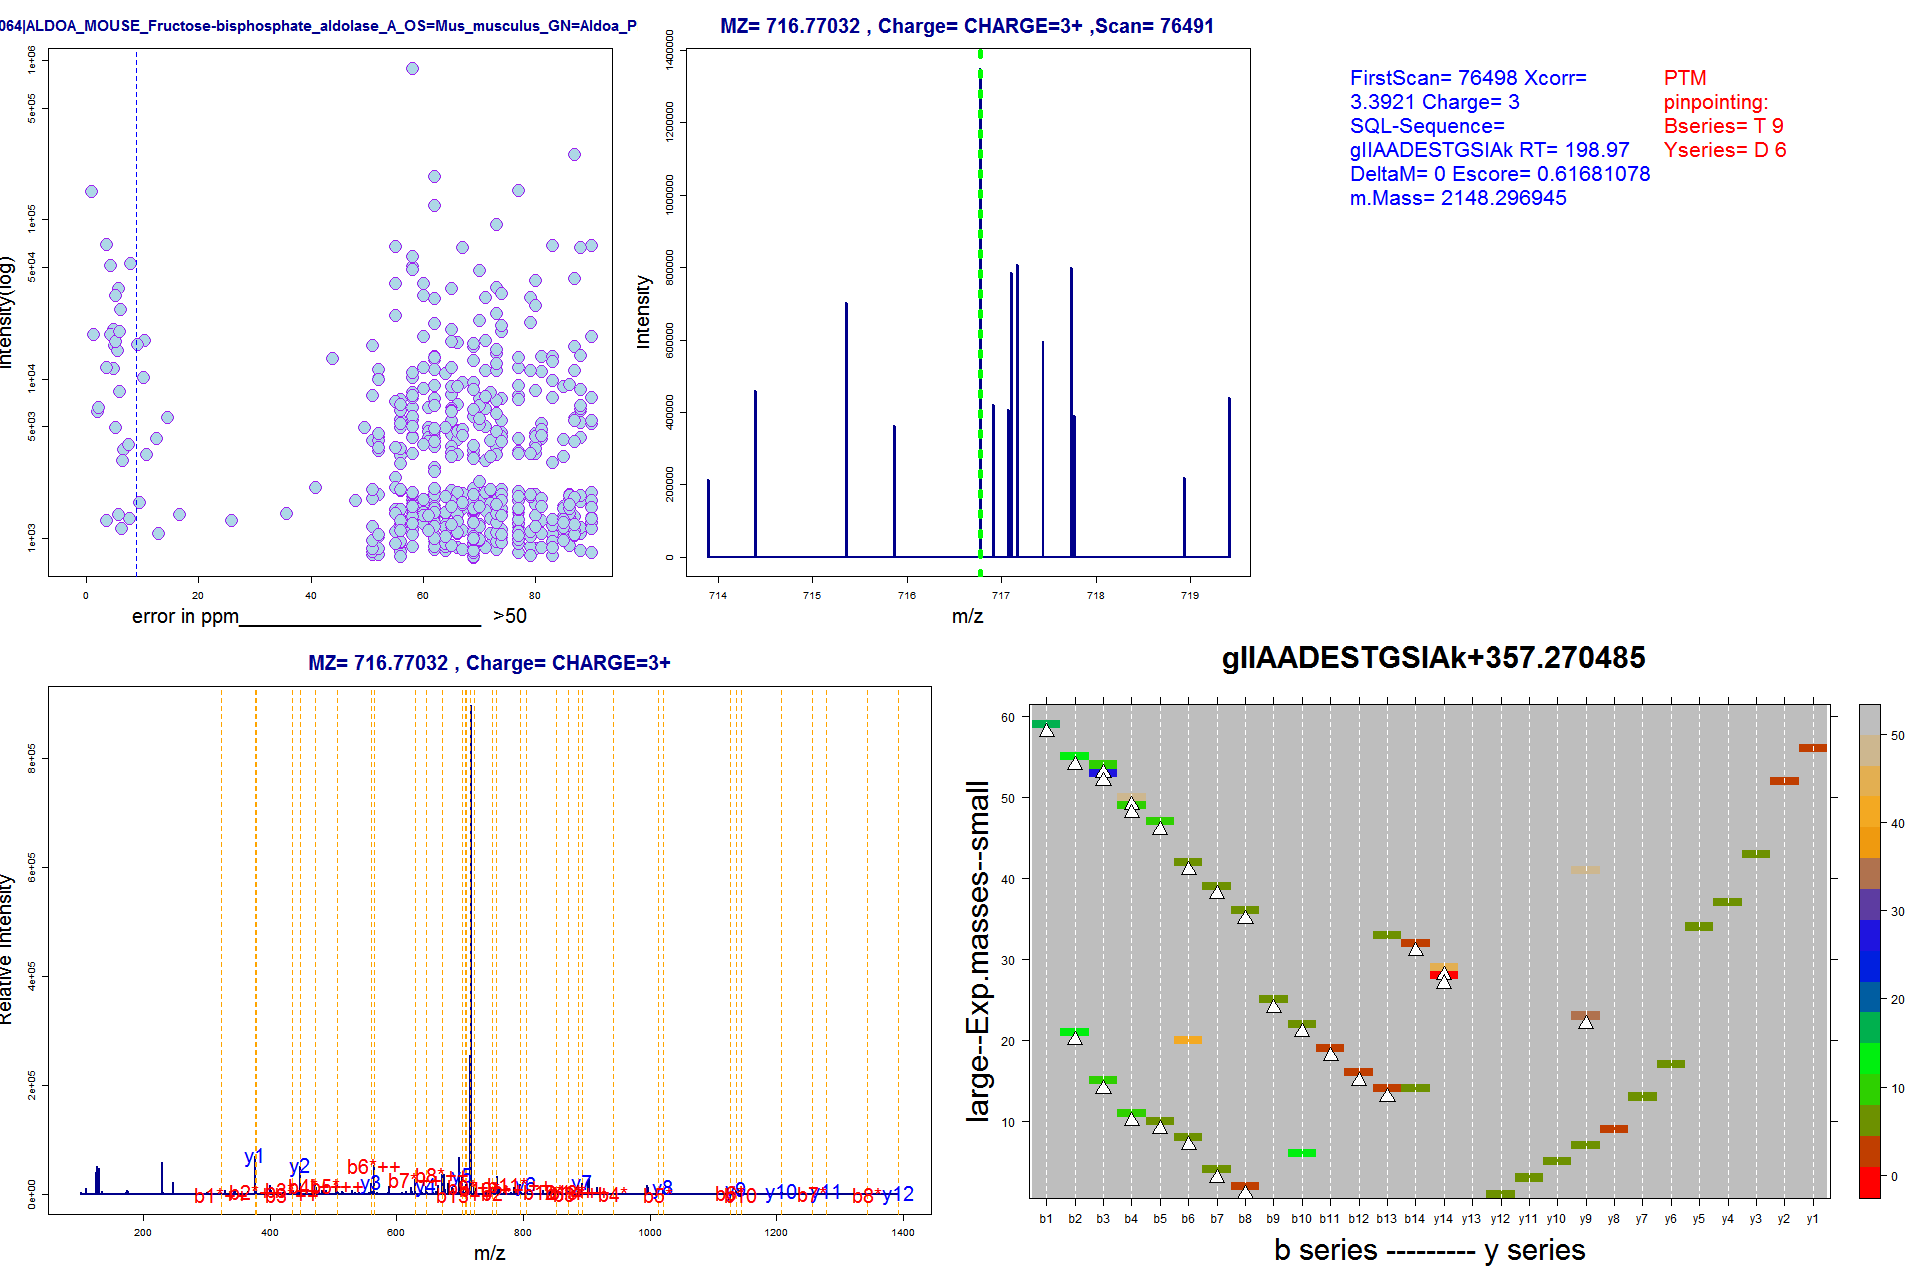 064|ALDOA_MOUSE_Fructose-bisphosphate_aldolase_A_OS=Mus_musculus_GN=Aldoa_P
1e+06
5e+05
1e+05
5e+04
1e+04
5e+03
1e+03
Intensity(log)
0 20 40 60 80
error in ppm______________________ >50
MZ= 716.77032 , Charge= CHARGE=3+ ,Scan= 76491
1400000
1200000
1000000
800000
600000
400000
200000
0
Intensity
714 715 716 717 718 719
m/z
FirstScan= 76498 Xcorr=
3.3921 Charge= 3
SQL-Sequence=
gIIAADESTGSIAk RT= 198.97
DeltaM= 0 Escore= 0.61681078
m.Mass= 2148.296945
PTM
pinpointing:
Bseries= T 9
Yseries= D 6
MZ= 716.77032 , Charge= CHARGE=3+
8e+05
6e+05
4e+05
2e+05
0e+00
Relative Intensity
y1 y2 b6*++ y3 b7* b8* y5 y7 y8 y10 y11 y12
b1* b2* b4* b5* b7* b8*
200 400 600 800 1000 1200 1400
m/z
gIIAADESTGSIAk+357.270485
60
50
40
30
20
10
large--Exp.masses--small
b1 b2 b3 b4 b5 b6 b7 b8 b9 b10 b11 b12 b13 b14 y14 y13 y12 y11 y10 y9 y8 y7 y6 y5 y4 y3 y2 y1
b series --------- y series
50
40
30
20
10
0